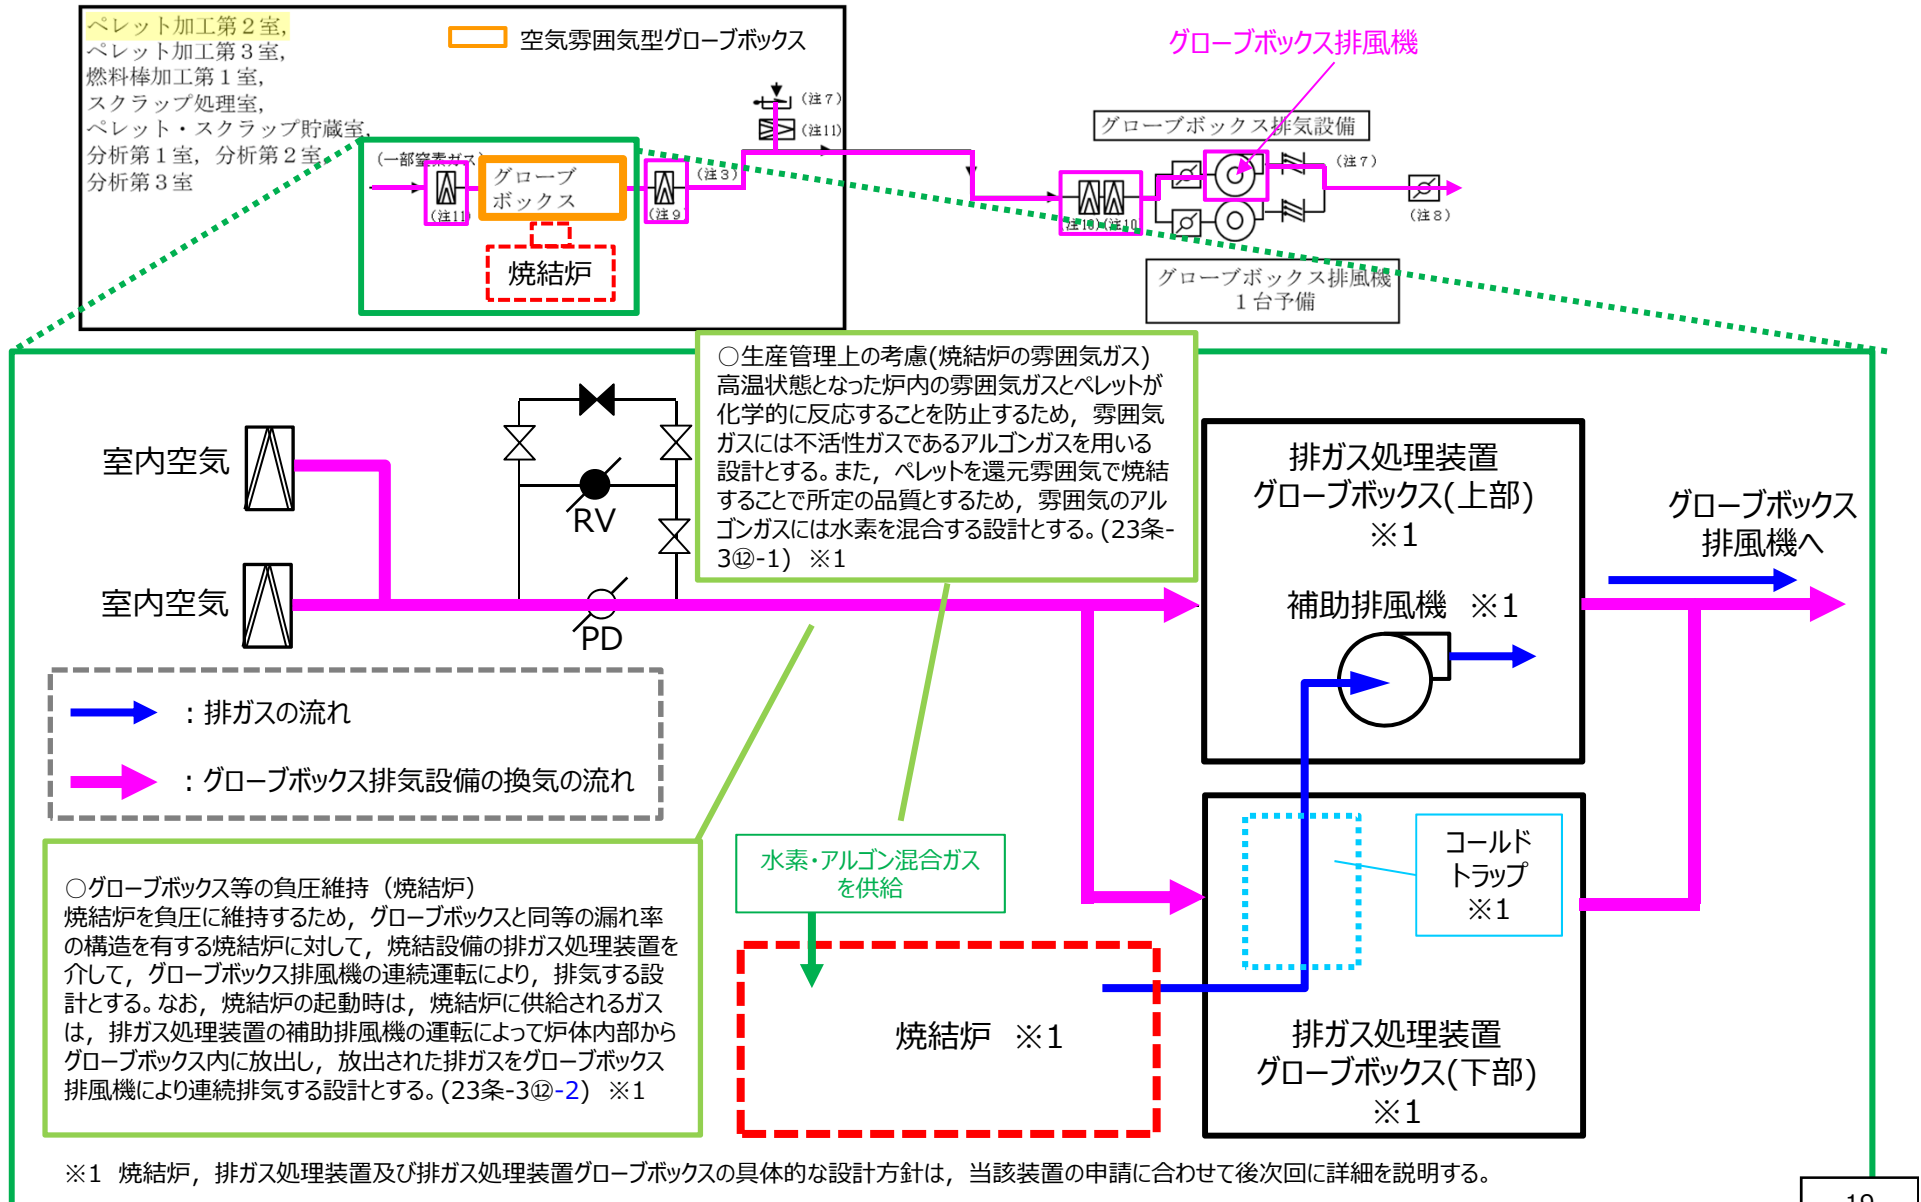 ペレット加工第２室，
ペレット加工第３室，
燃料棒加工第１室，
スクラップ処理室，
ペレット・スクラップ貯蔵室，
分析第１室，分析第２室
分析第３室
空気雰囲気型グローブボックス
(一部窒素ガス)
(注11)
グローブ
ボックス
焼結炉
(注９)
(注３)
(注７)
(注11)
グローブボックス排風機
グローブボックス排気設備
(注10)(注10
(注７)
(注８)
グローブボックス排風機
１台予備
○生産管理上の考慮(焼結炉の雰囲気ガス)
高温状態となった炉内の雰囲気ガスとペレットが
化学的に反応することを防止するため，雰囲気
ガスには不活性ガスであるアルゴンガスを用いる
設計とする。また，ペレットを還元雰囲気で焼結
することで所定の品質とするため，雰囲気のアル
ゴンガスには水素を混合する設計とする。(23条-
3⑫-1)　※1
室内空気
室内空気
RV
PD
排ガス処理装置
グローブボックス(上部)
※1
補助排風機　※1
グローブボックス
排風機へ
：排ガスの流れ
：グローブボックス排気設備の換気の流れ
○グローブボックス等の負圧維持（焼結炉）
焼結炉を負圧に維持するため，グローブボックスと同等の漏れ率
の構造を有する焼結炉に対して，焼結設備の排ガス処理装置を
介して，グローブボックス排風機の連続運転により，排気する設
計とする。なお，焼結炉の起動時は，焼結炉に供給されるガス
は，排ガス処理装置の補助排風機の運転によって炉体内部から
グローブボックス内に放出し，放出された排ガスをグローブボックス
排風機により連続排気する設計とする。(23条-3⑫-2)　※1
水素・アルゴン混合ガス
を供給
焼結炉　※1
コールド
トラップ
※1
排ガス処理装置
グローブボックス(下部)
※1
※1　焼結炉，排ガス処理装置及び排ガス処理装置グローブボックスの具体的な設計方針は，当該装置の申請に合わせて後次回に詳細を説明する。